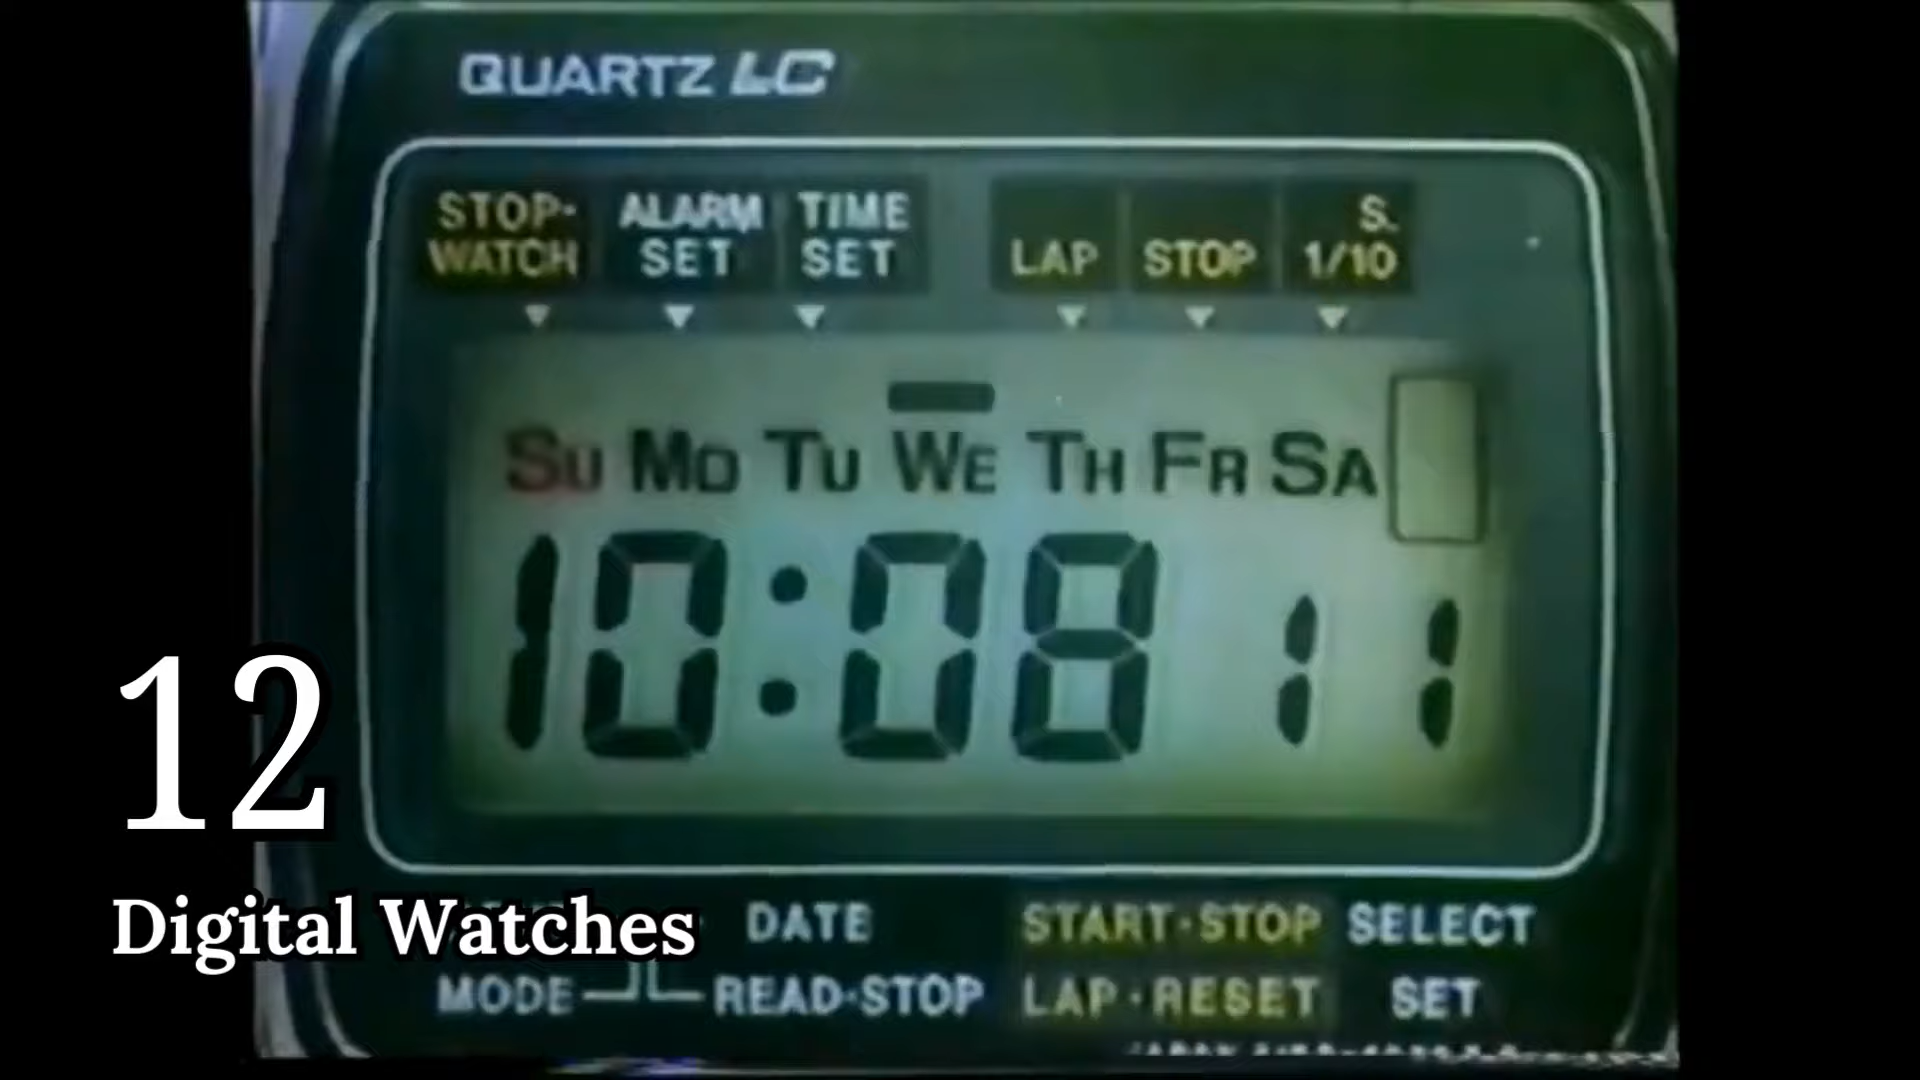 QUARTZ LC
STOP- ALARM TIME S.
WATCH SET SET LAP STOP 1/10
SU MO TU WE TH FR SA
10:08 11
12
Digital Watches
DATE START·STOP SELECT
MODE READ·STOP LAP·RESET SET